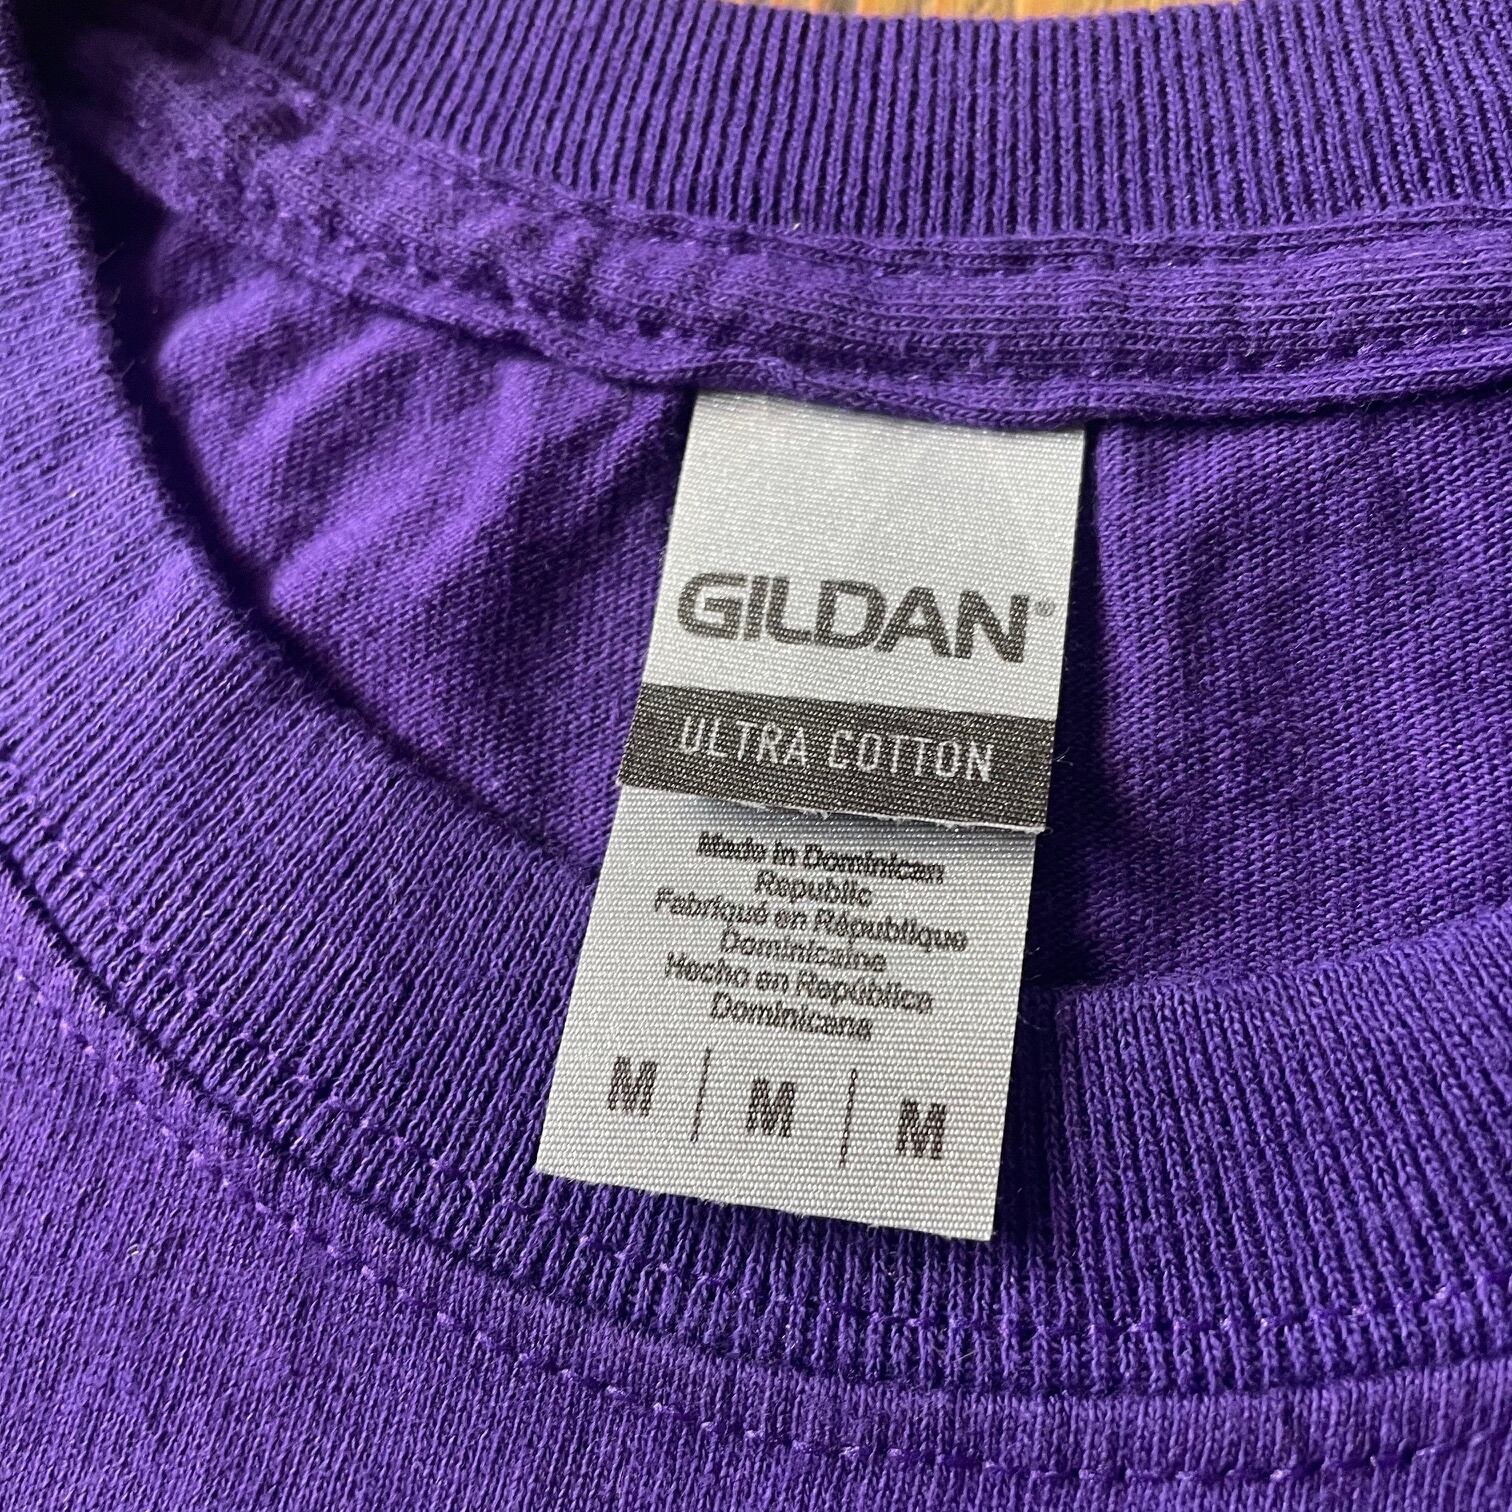 GILDAN®
ULTRA COTTON
Made in Dominican
Republic
Fabriqué en République
Dominicaine
Hecho en República
Dominicana
M | M | M